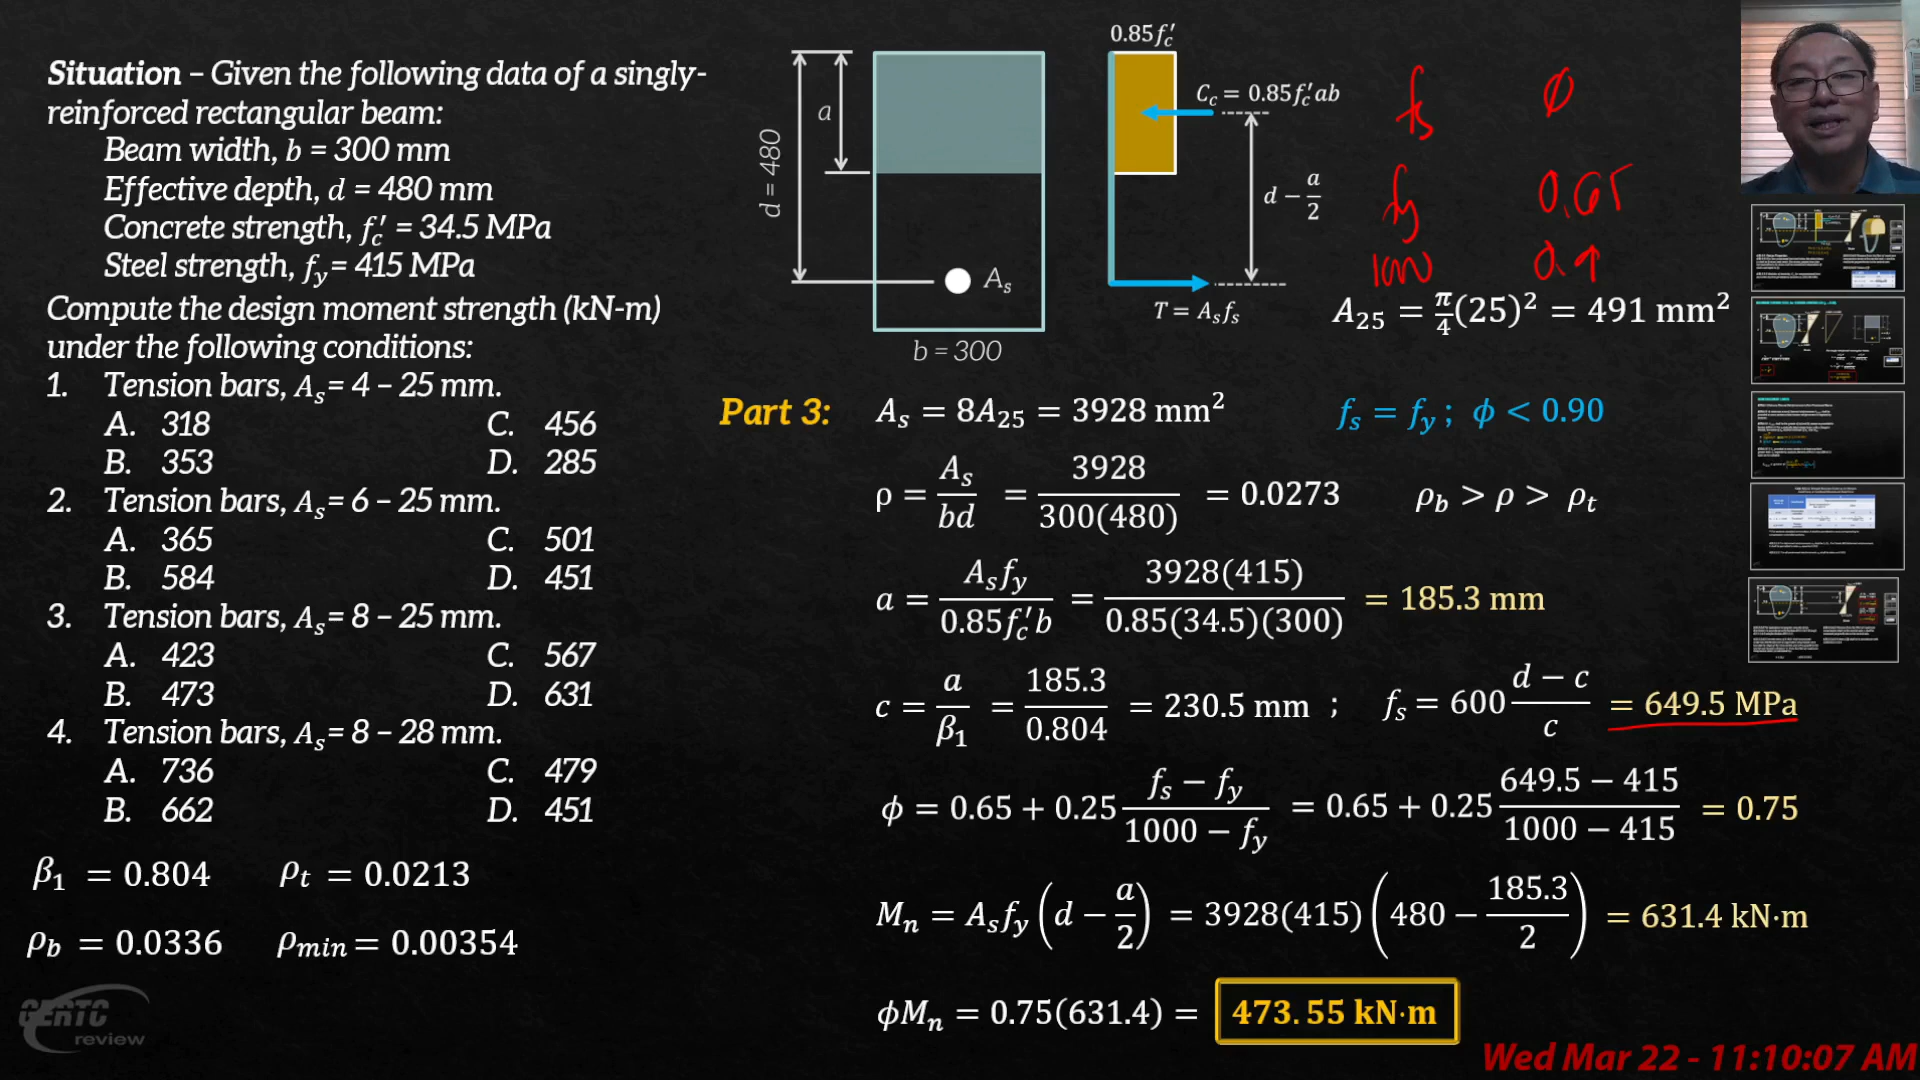 Situation – Given the following data of a singly-
reinforced rectangular beam:
Beam width, b = 300 mm
Effective depth, d = 480 mm
Concrete strength, f'c = 34.5 MPa
Steel strength, fy = 415 MPa
Compute the design moment strength (kN-m)
under the following conditions:
1. Tension bars, As = 4 – 25 mm.
A. 318 C. 456
B. 353 D. 285
2. Tension bars, As = 6 – 25 mm.
A. 365 C. 501
B. 584 D. 451
3. Tension bars, As = 8 – 25 mm.
A. 423 C. 567
B. 473 D. 631
4. Tension bars, As = 8 – 28 mm.
A. 736 C. 479
B. 662 D. 451
β1 = 0.804 ρt = 0.0213
ρb = 0.0336 ρmin = 0.00354
GERTC
review
d = 480
a
As
b = 300
0.85f'c
Cc = 0.85f'c ab
d − a/2
T = As fs
fs φ
fy 0.65
1000 0.9
A25 = π/4 (25)² = 491 mm²
Part 3: As = 8A25 = 3928 mm² fs = fy ; φ < 0.90
ρ = As/bd = 3928/300(480) = 0.0273 ρb > ρ > ρt
a = As fy/0.85f'c b = 3928(415)/0.85(34.5)(300) = 185.3 mm
c = a/β1 = 185.3/0.804 = 230.5 mm ; fs = 600 d − c/c = 649.5 MPa
φ = 0.65 + 0.25 fs − fy/1000 − fy = 0.65 + 0.25 649.5 − 415/1000 − 415 = 0.75
Mn = As fy (d − a/2) = 3928(415) (480 − 185.3/2) = 631.4 kN·m
φMn = 0.75(631.4) = 473.55 kN·m
Wed Mar 22 - 11:10:07 AM